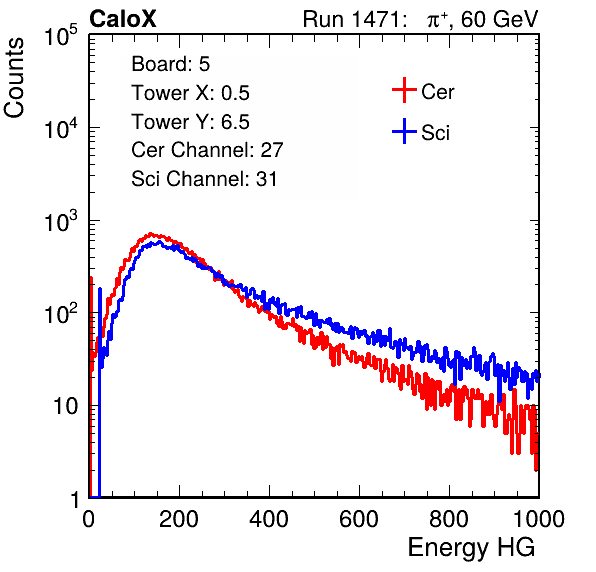 CaloX Run 1471: π⁺, 60 GeV
Counts
10⁵
10⁴
10³
10²
10
1
Board: 5
Tower X: 0.5
Tower Y: 6.5
Cer Channel: 27
Sci Channel: 31
Cer
Sci
0 200 400 600 800 1000
Energy HG